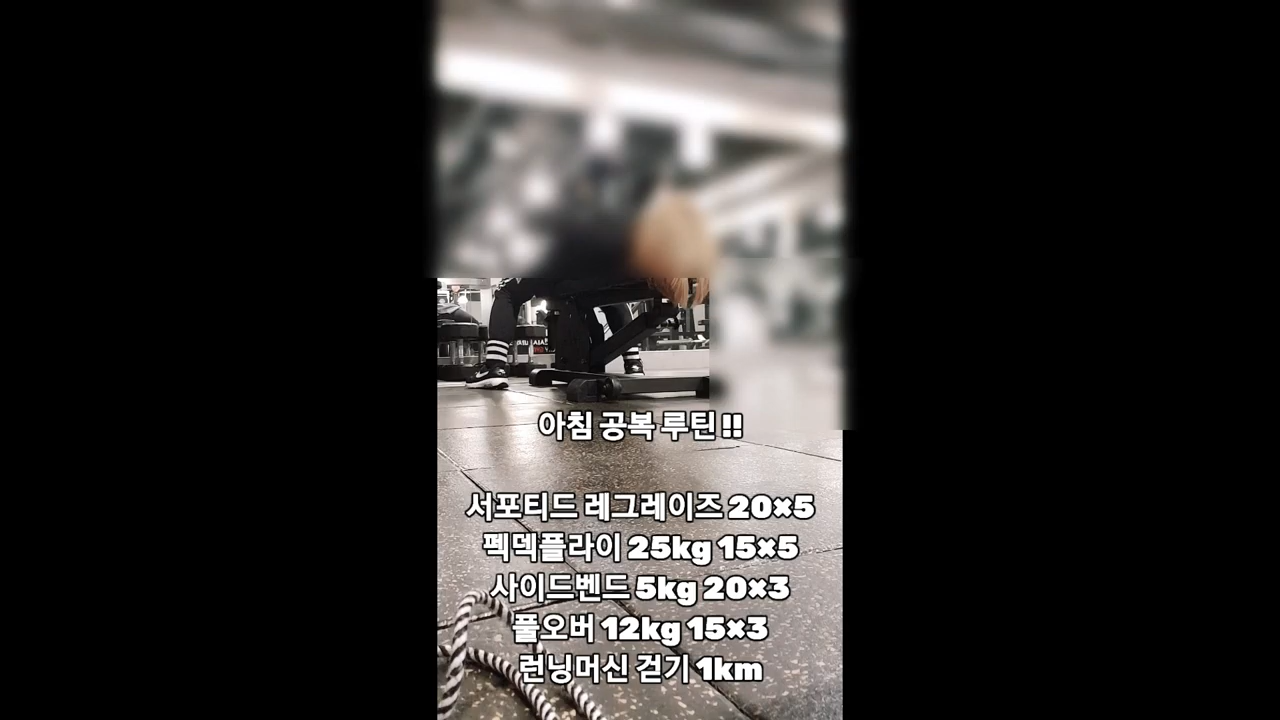 아침 공복 루틴 !!
서포티드 레그레이즈 20×5
펙덱플라이 25kg 15×5
사이드벤드 5kg 20×3
풀오버 12kg 15×3
런닝머신 걷기 1km